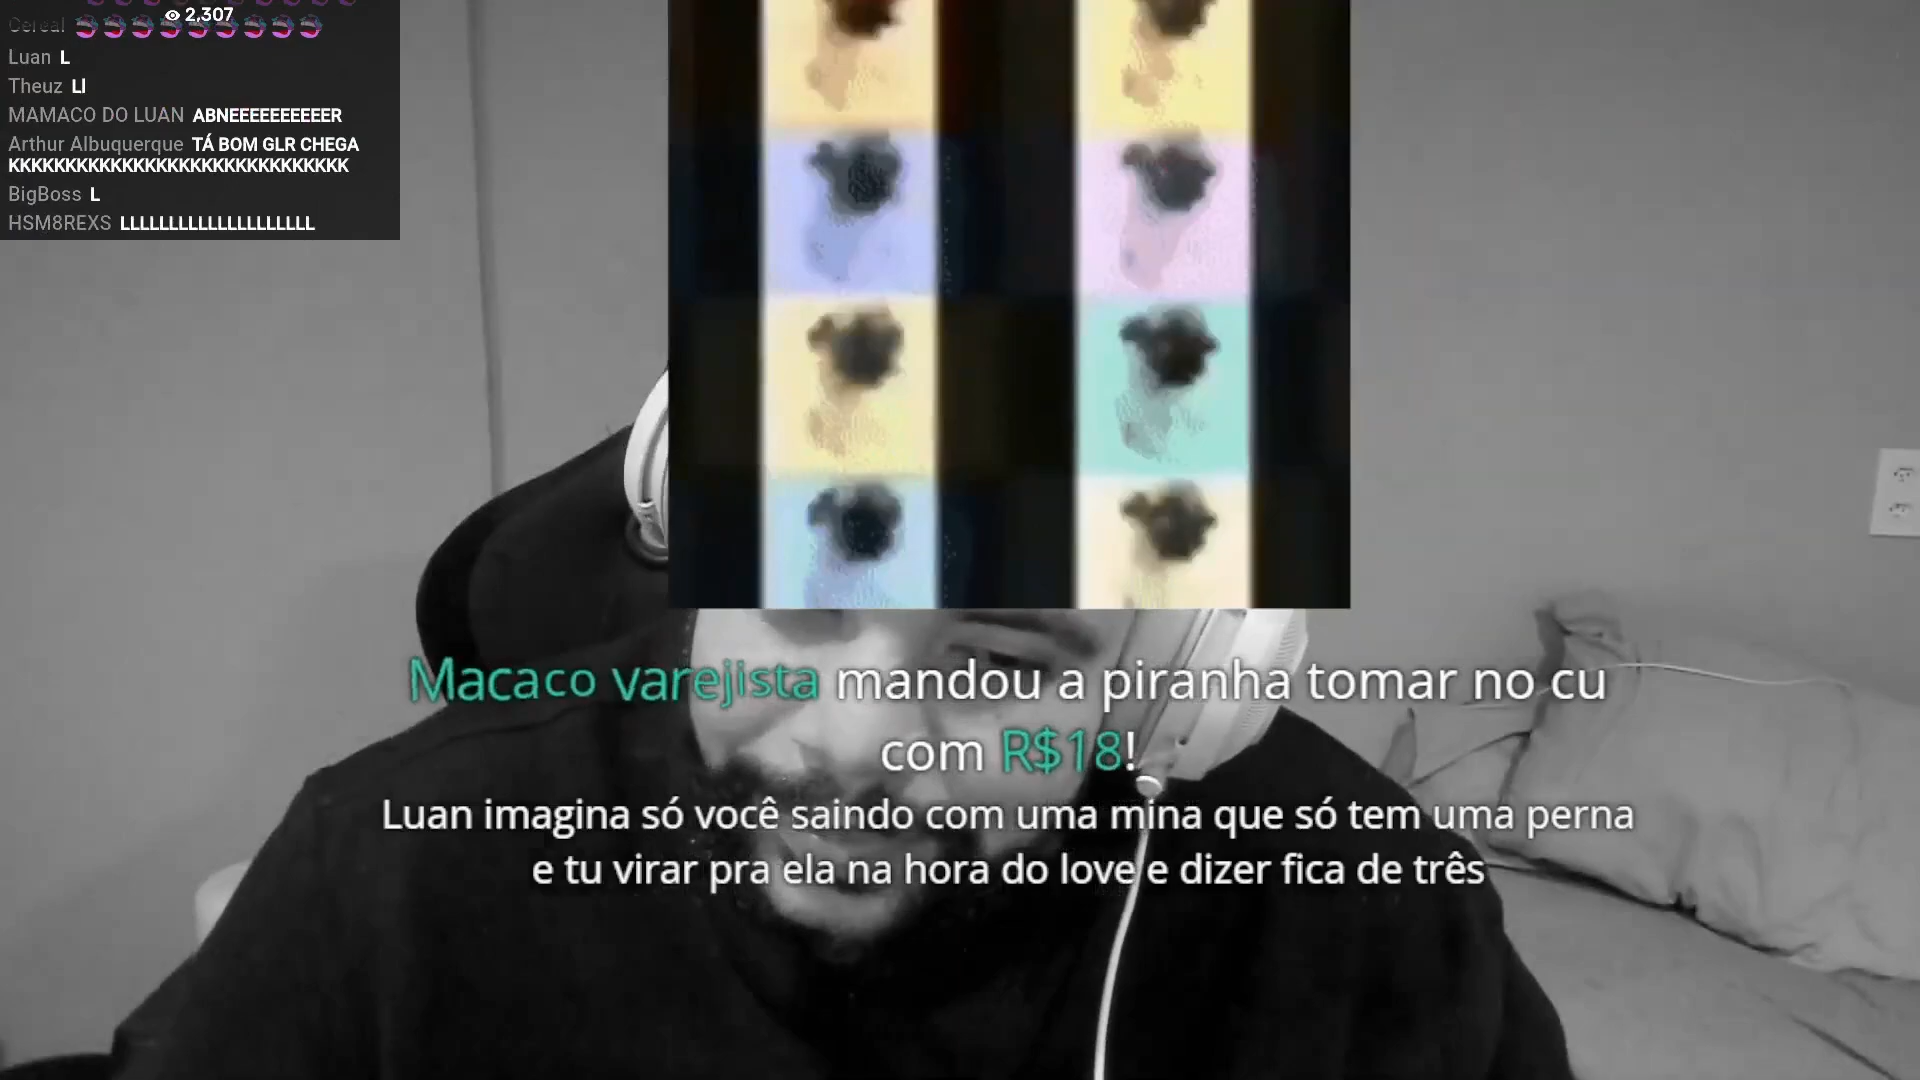 2,307
Cereal
Luan L
Theuz Ll
MAMACO DO LUAN ABNEEEEEEEEEER
Arthur Albuquerque TÁ BOM GLR CHEGA
KKKKKKKKKKKKKKKKKKKKKKKKKKKKKK
BigBoss L
HSM8REXS LLLLLLLLLLLLLLLLLLLL
Macaco varejista mandou a piranha tomar no cu
com R$18!
Luan imagina só você saindo com uma mina que só tem uma perna
e tu virar pra ela na hora do love e dizer fica de três